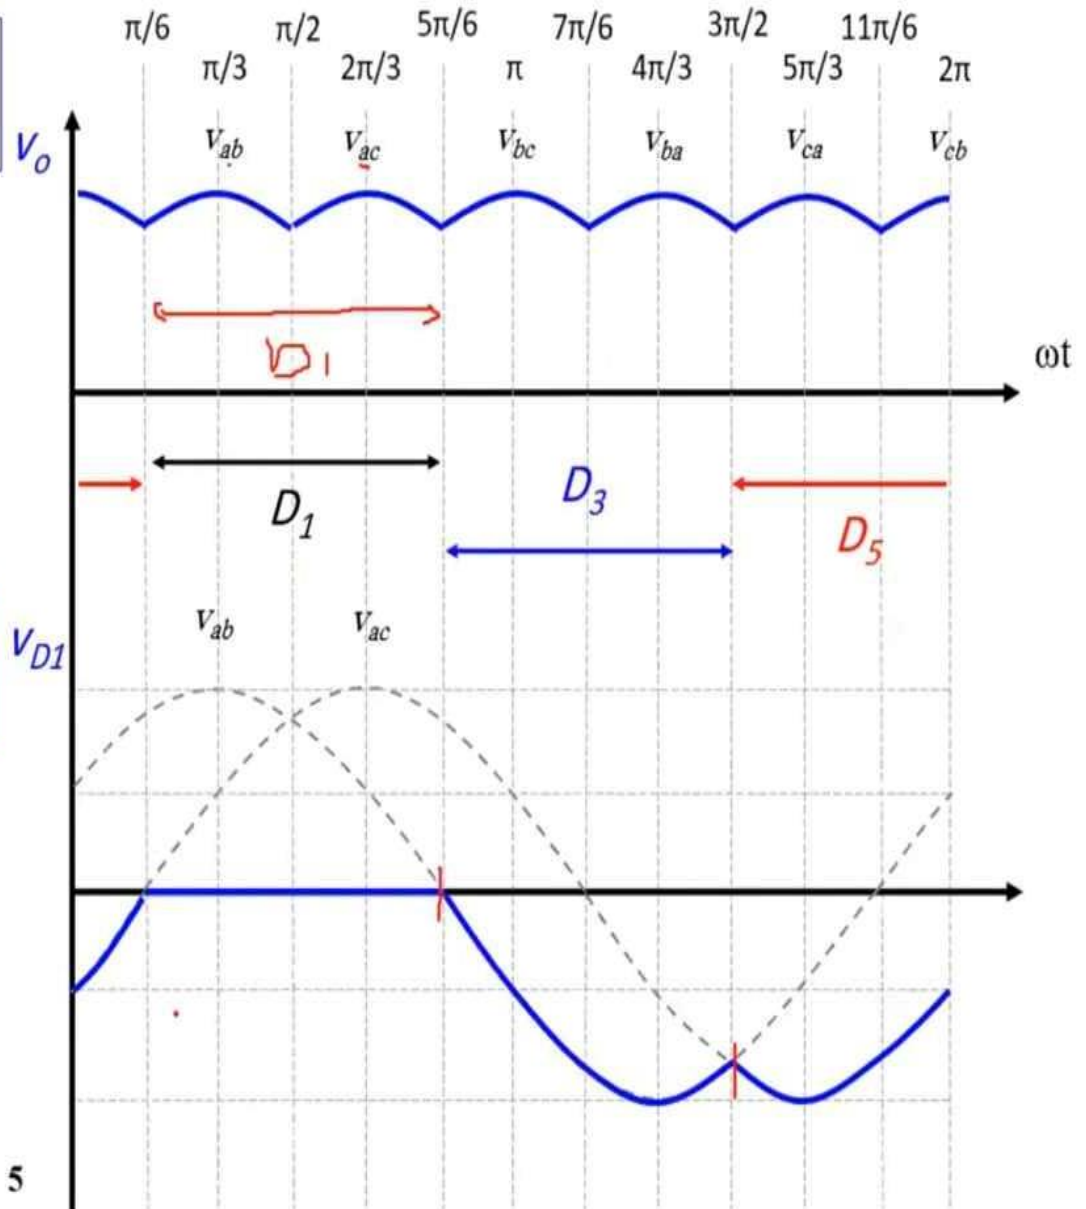 π/6 π/2 5π/6 7π/6 3π/2 11π/6
π/3 2π/3 π 4π/3 5π/3 2π
Vo Vab Vac Vbc Vba Vca Vcb
VD1
ωt
D1 D3 D5
Vab Vac
VD1
5